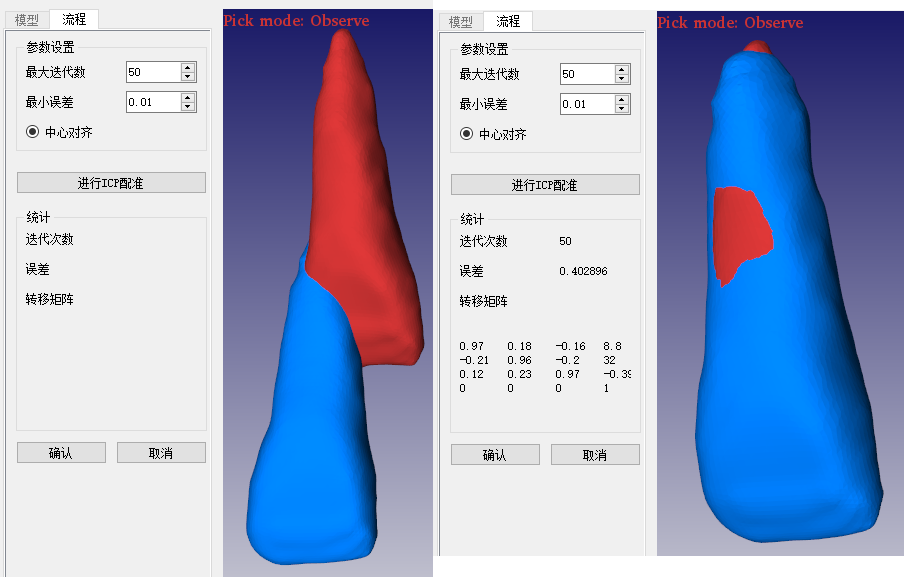 模型 流程
参数设置
最大迭代数 50
最小误差 0.01
中心对齐
进行ICP配准
统计
迭代次数
误差
转移矩阵
确认 取消
Pick mode: Observe
模型 流程
参数设置
最大迭代数 50
最小误差 0.01
中心对齐
进行ICP配准
统计
迭代次数 50
误差 0.402896
转移矩阵
0.97 0.18 -0.16 8.8
-0.21 0.96 -0.2 32
0.12 0.23 0.97 -0.39
0 0 0 1
确认 取消
Pick mode: Observe